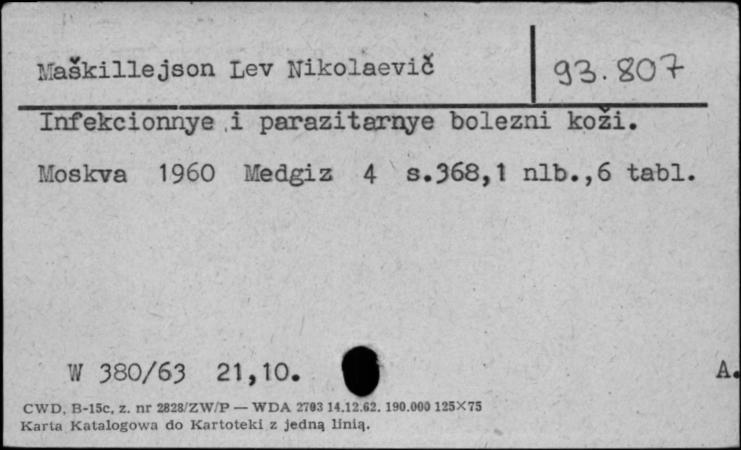 Maškillejson Lev Nikolaevič
93.807
Infekcionnye i parazitarnye bolezni koži.
Moskva 1960 Medgiz 4 s.368,1 nlb.,6 tabl.
W 380/63 21,10.
A.
CWD, B-15c, z. nr 2828/ZW/P — WDA 2703 14.12.62. 190.000 125×75
Karta Katalogowa do Kartoteki z jedną linią.